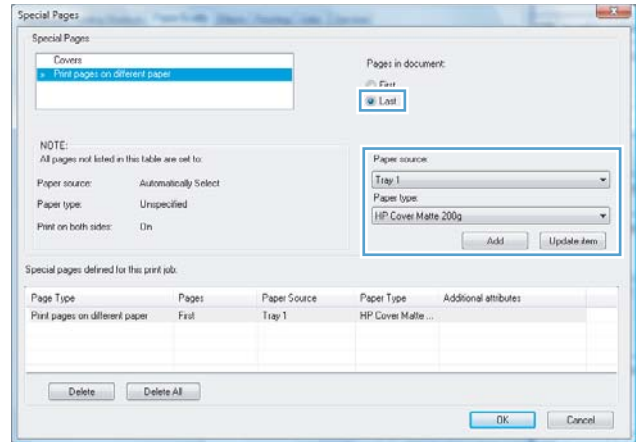 Special Pages
Special Pages
Covers
» Print pages on different paper
Pages in document:
First
Last
NOTE:
All pages not listed in this table are set to:
Paper source: Automatically Select
Paper type: Unspecified
Print on both sides: On
Paper source:
Tray 1
Paper type:
HP Cover Matte 200g
Add Update item
Special pages defined for this print job:
Page Type Pages Paper Source Paper Type Additional attributes
Print pages on different paper First Tray 1 HP Cover Matte ...
Delete Delete All
OK Cancel